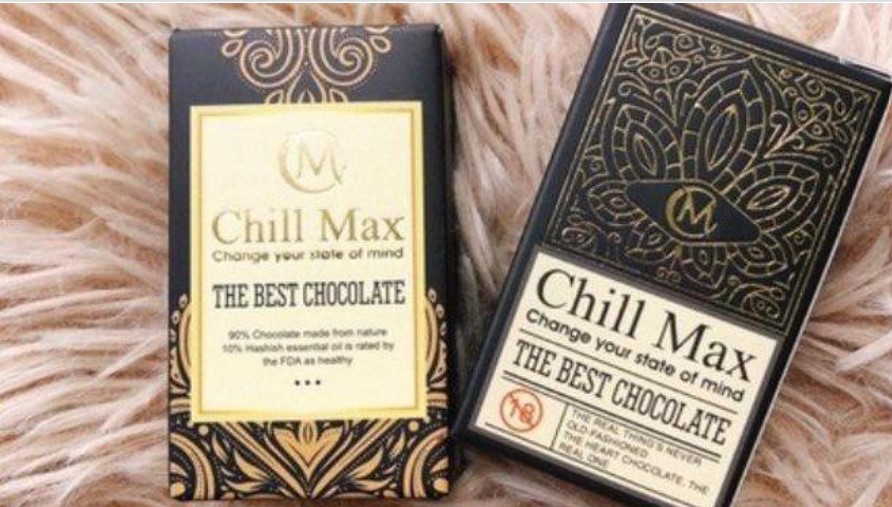 CM
Chill Max
Change your state of mind
THE BEST CHOCOLATE
90% Chocolate made from nature
10% Hashish essential oil is rated by
the FDA as healthy
CM
Chill Max
Change your state of mind
THE BEST CHOCOLATE
18
THE REAL THING'S NEVER
OLD-FASHIONED
THE HEART CHOCOLATE, THE
REAL ONE